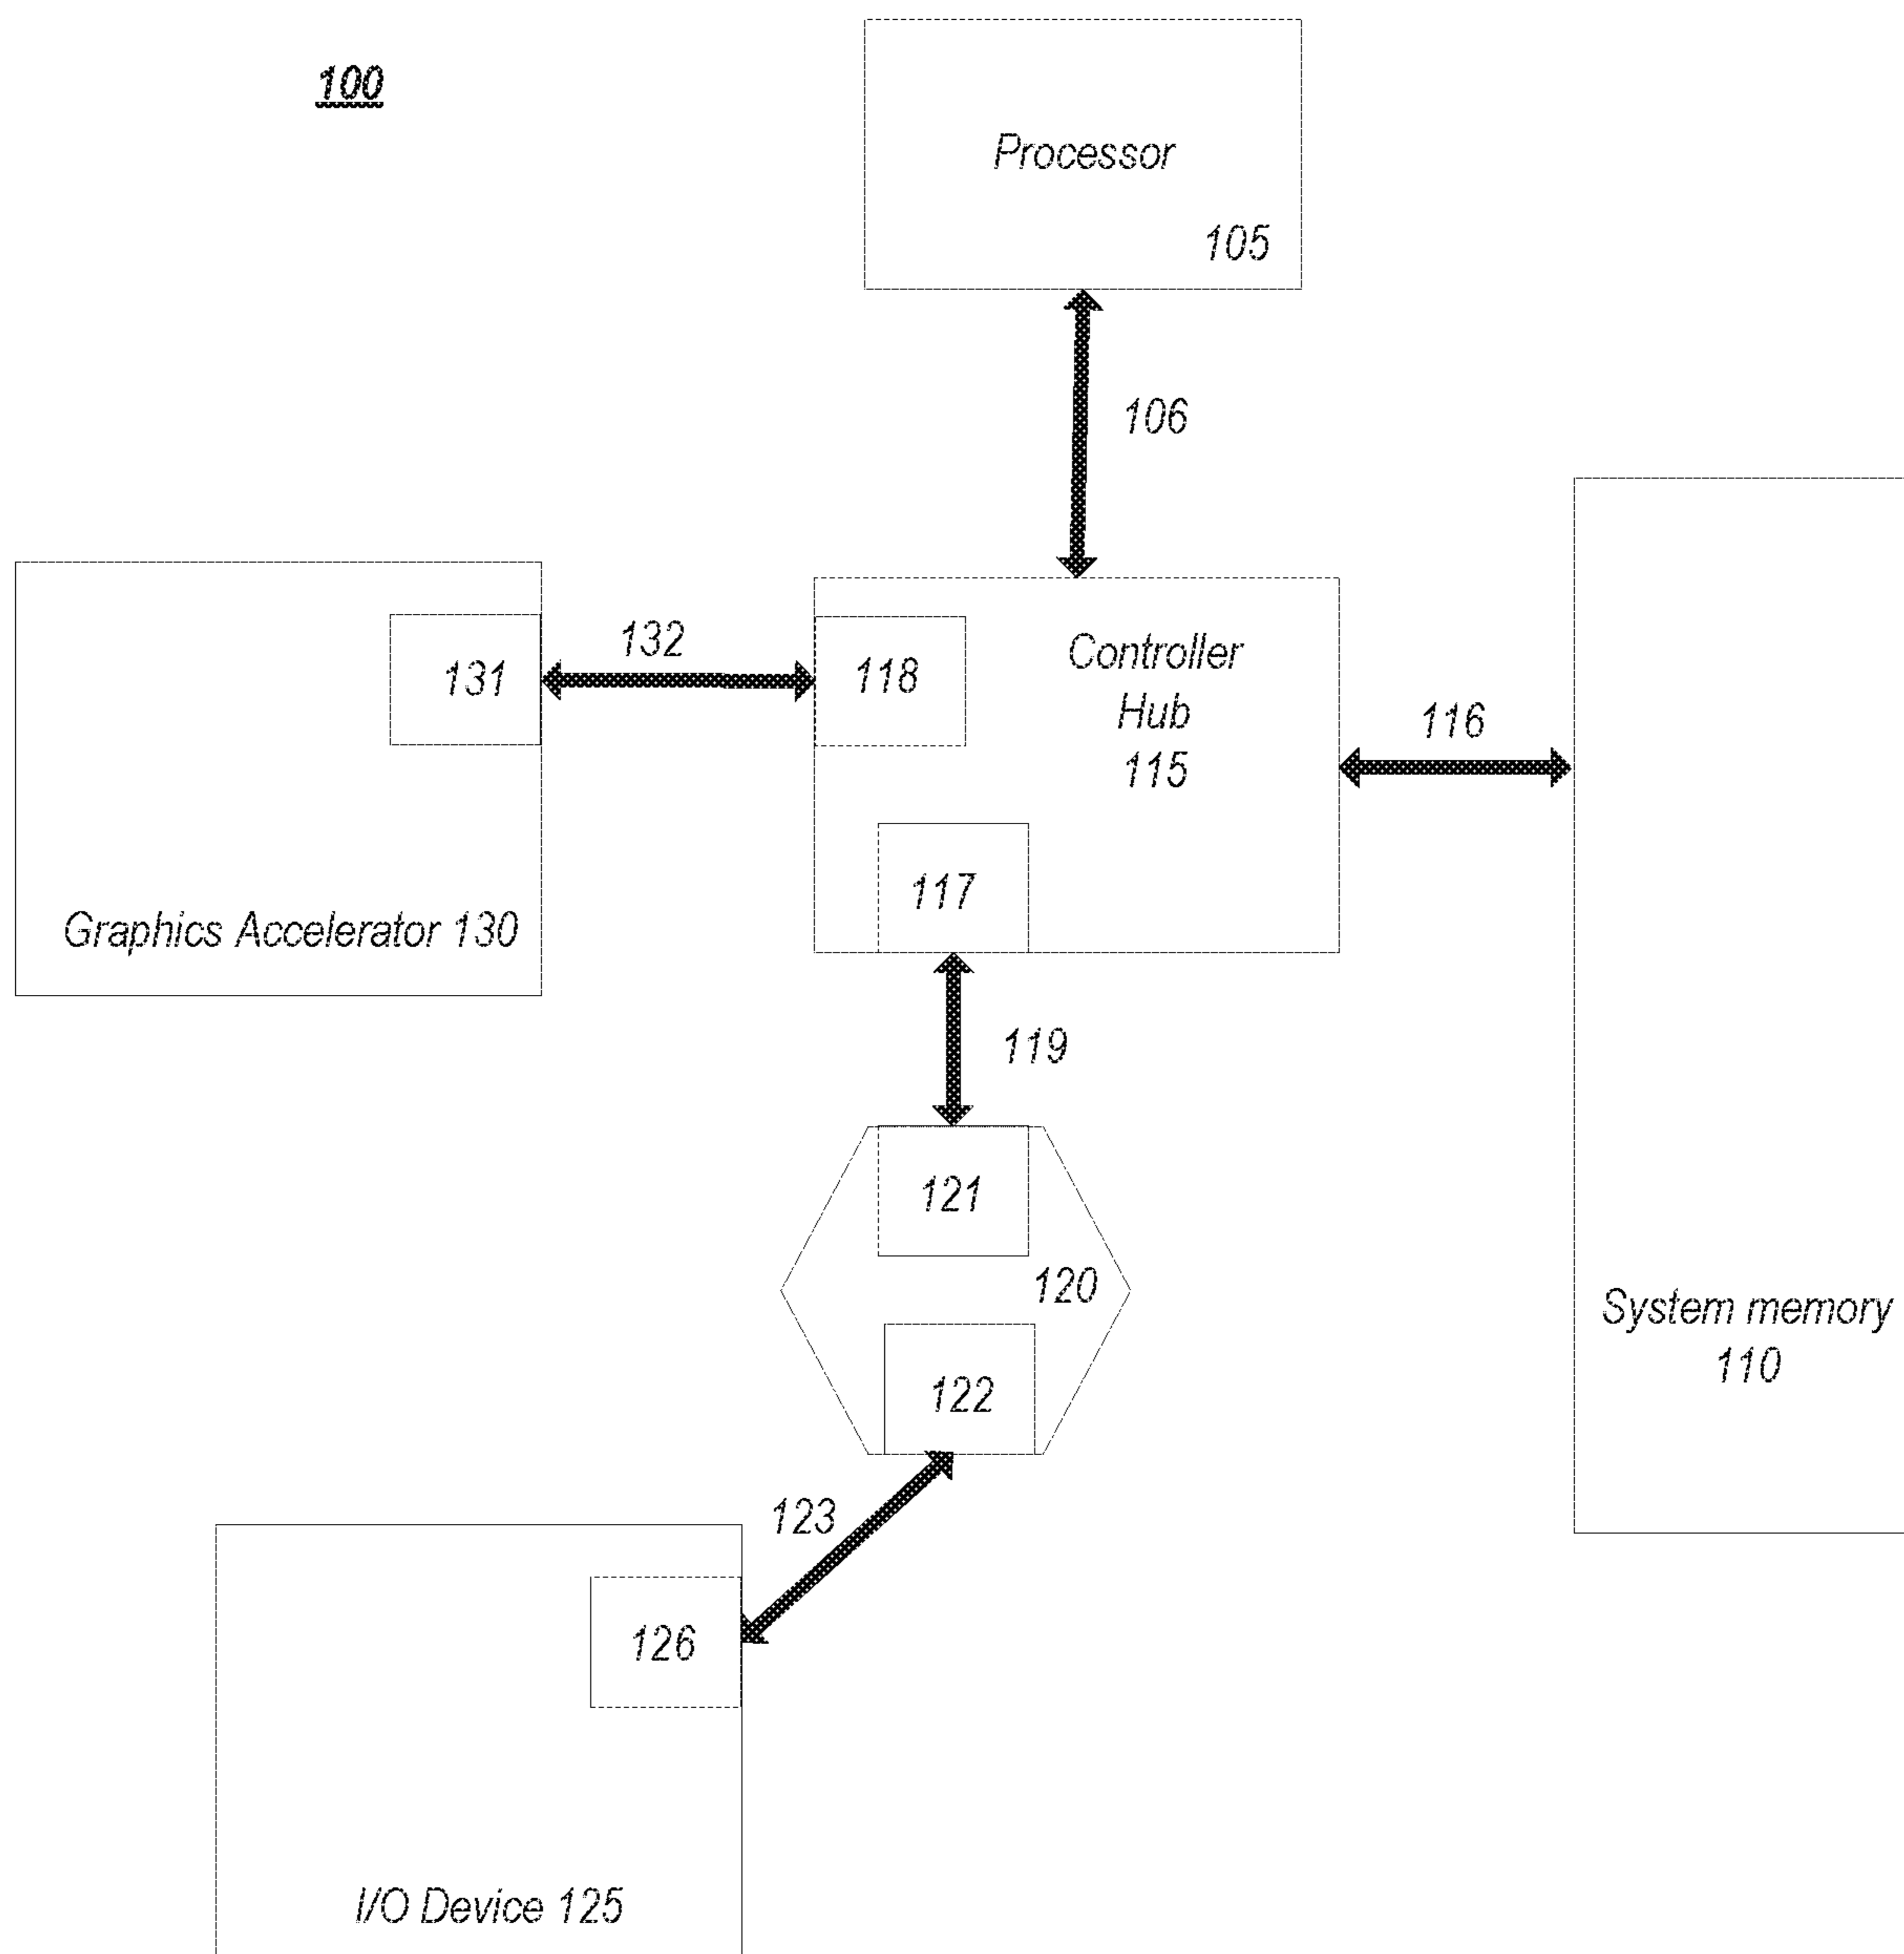 100
Processor
105
106
132
131
118
Controller
Hub
115
116
117
Graphics Accelerator 130
119
121
120
System memory
110
122
123
126
I/O Device 125